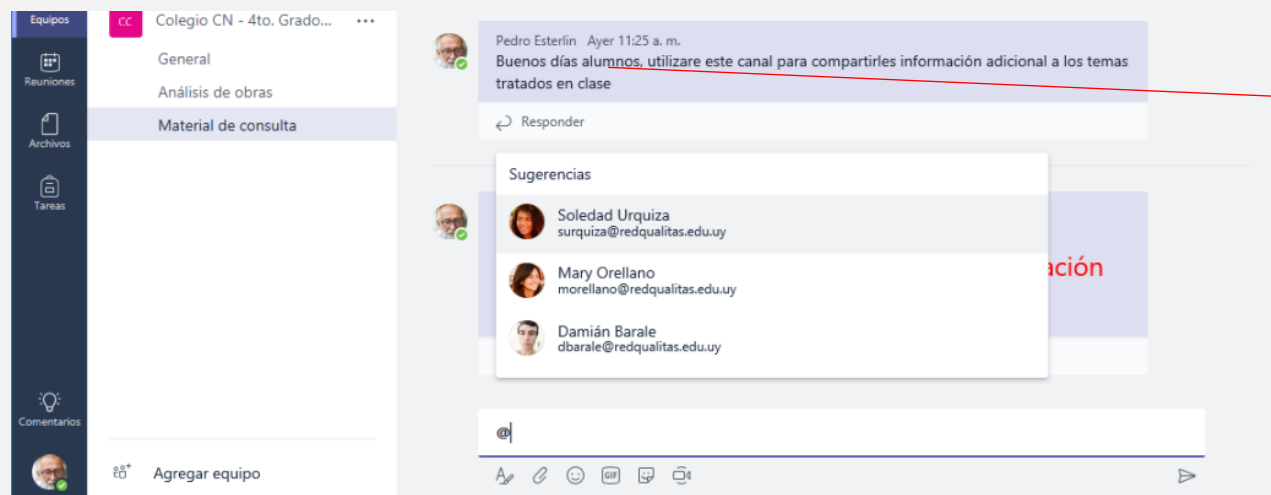 Equipos
Reuniones
Archivos
Tareas
Comentarios
CC
Colegio CN - 4to. Grado...
General
Análisis de obras
Material de consulta
Agregar equipo
Pedro Esterlin Ayer 11:25 a. m.
Buenos días alumnos, utilizare este canal para compartirles información adicional a los temas
tratados en clase
Responder
Sugerencias
Soledad Urquiza
surquiza@redqualitas.edu.uy
Mary Orellano
morellano@redqualitas.edu.uy
Damián Barale
dbarale@redqualitas.edu.uy
ación
@
GIF